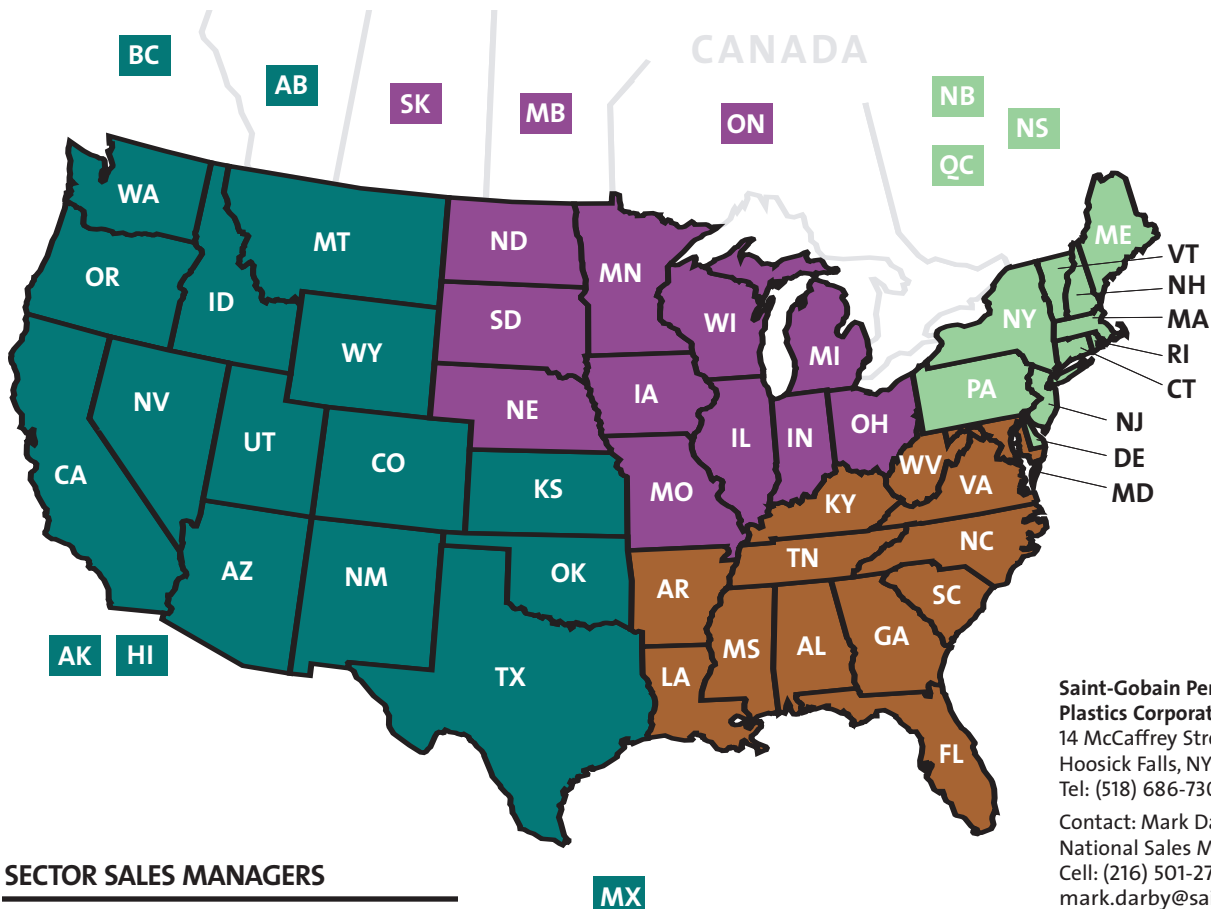 CANADA
BC
AB
SK
MB
ON
NB
NS
QC
WA
MT
ND
MN
ME
VT
NH
OR
ID
SD
WI
NY
MA
WY
MI
RI
CT
NV
NE
IA
PA
UT
CO
IL
IN
OH
NJ
CA
KS
MO
WV
DE
VA
MD
KY
AZ
NM
OK
AR
TN
NC
SC
AK
HI
TX
LA
MS
AL
GA
FL
Saint-Gobain
Plastics
14 McCaffrey
Hoosick Falls, NY
Tel: (518)
Contact: Mark
National Sales
Cell: (216)
SECTOR SALES MANAGERS
MX